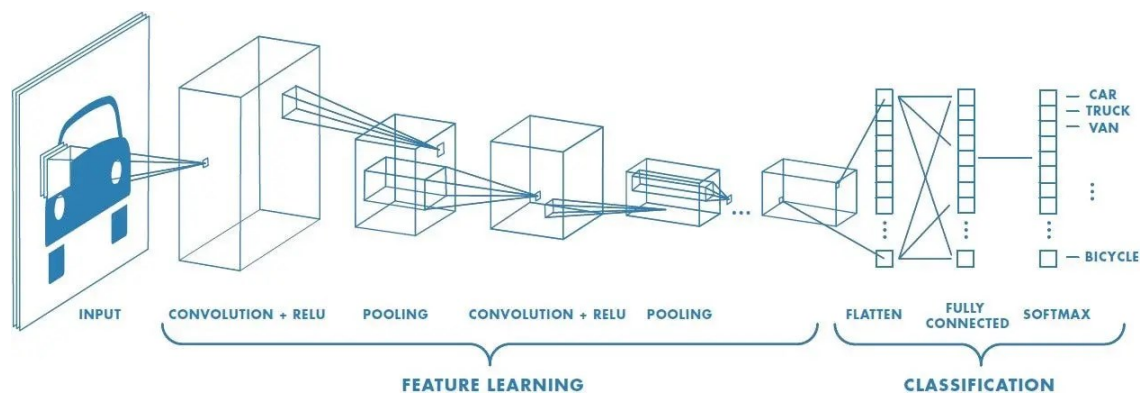 CAR
TRUCK
VAN
BICYCLE
INPUT
CONVOLUTION + RELU
POOLING
CONVOLUTION + RELU
POOLING
FLATTEN
FULLY
CONNECTED
SOFTMAX
FEATURE LEARNING
CLASSIFICATION